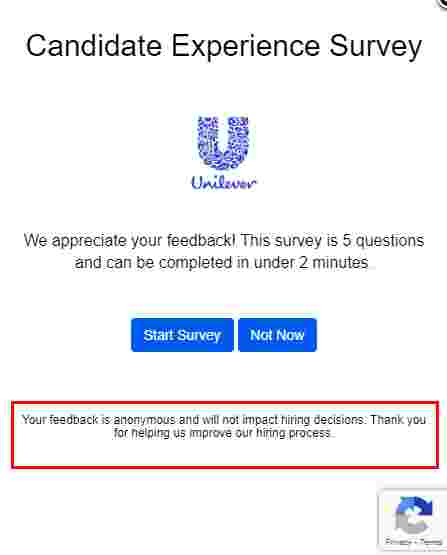 Candidate Experience Survey
Unilever
We appreciate your feedback! This survey is 5 questions
and can be completed in under 2 minutes.
Start Survey
Not Now
Your feedback is anonymous and will not impact hiring decisions. Thank you
for helping us improve our hiring process.
Privacy - Terms